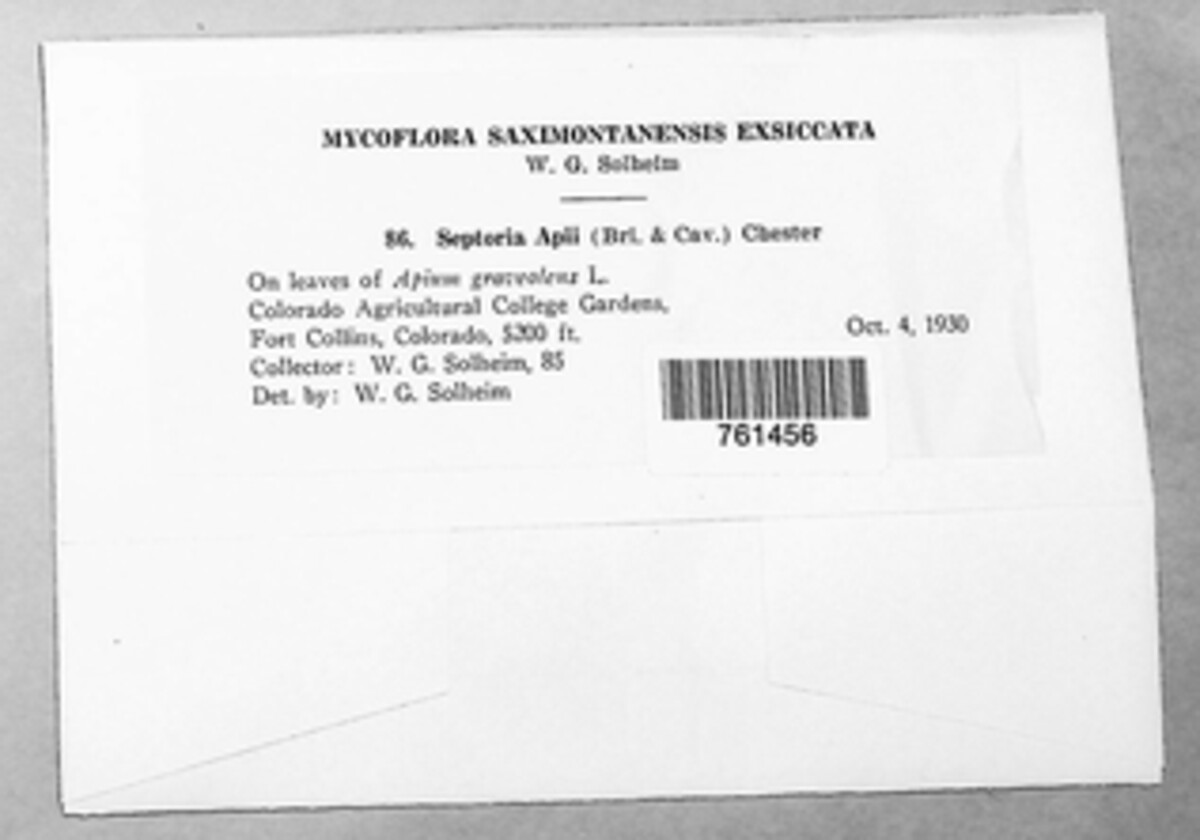 MYCOFLORA SAXIMONTANENSIS EXSICCATA
W. G. Solheim
86. Septoria Apii (Bri. & Cav.) Chester
On leaves of Apium graveolens L.
Colorado Agricultural College Gardens,
Fort Collins, Colorado, 5200 ft.
Oct. 4, 1930
Collector: W. G. Solheim, 85
Det. by: W. G. Solheim
761456